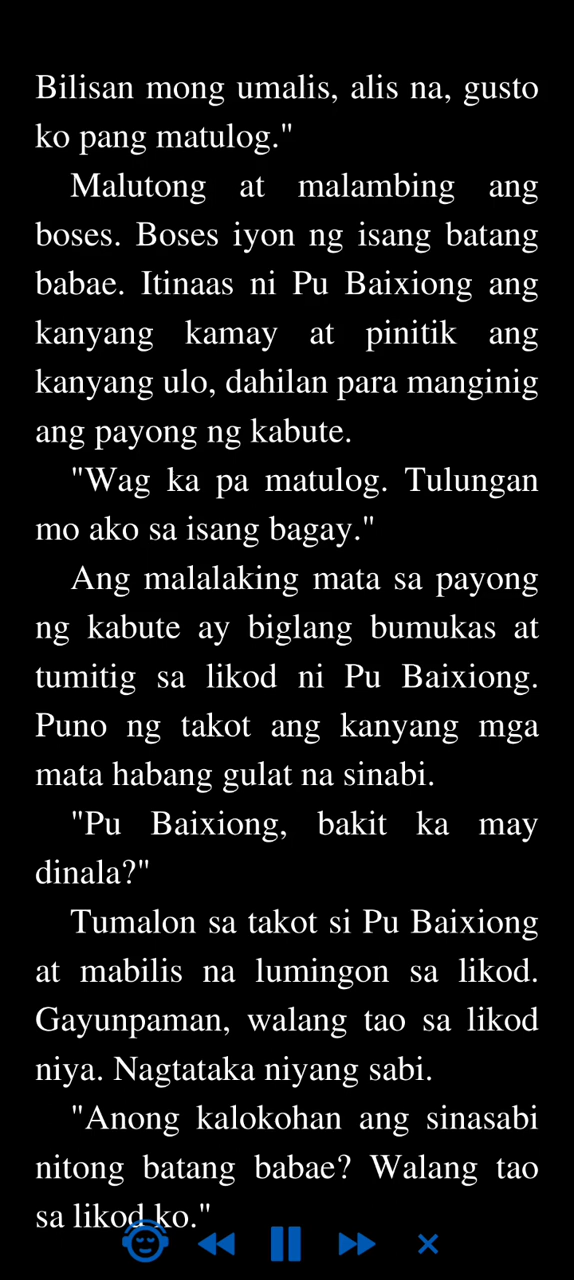 Bilisan mong umalis, alis na, gusto
ko pang matulog."
Malutong at malambing ang
boses. Boses iyon ng isang batang
babae. Itinaas ni Pu Baixiong ang
kanyang kamay at pinitik ang
kanyang ulo, dahilan para manginig
ang payong ng kabute.
"Wag ka pa matulog. Tulungan
mo ako sa isang bagay."
Ang malalaking mata sa payong
ng kabute ay biglang bumukas at
tumitig sa likod ni Pu Baixiong.
Puno ng takot ang kanyang mga
mata habang gulat na sinabi.
"Pu Baixiong, bakit ka may
dinala?"
Tumalon sa takot si Pu Baixiong
at mabilis na lumingon sa likod.
Gayunpaman, walang tao sa likod
niya. Nagtataka niyang sabi.
"Anong kalokohan ang sinasabi
nitong batang babae? Walang tao
sa likod ko."